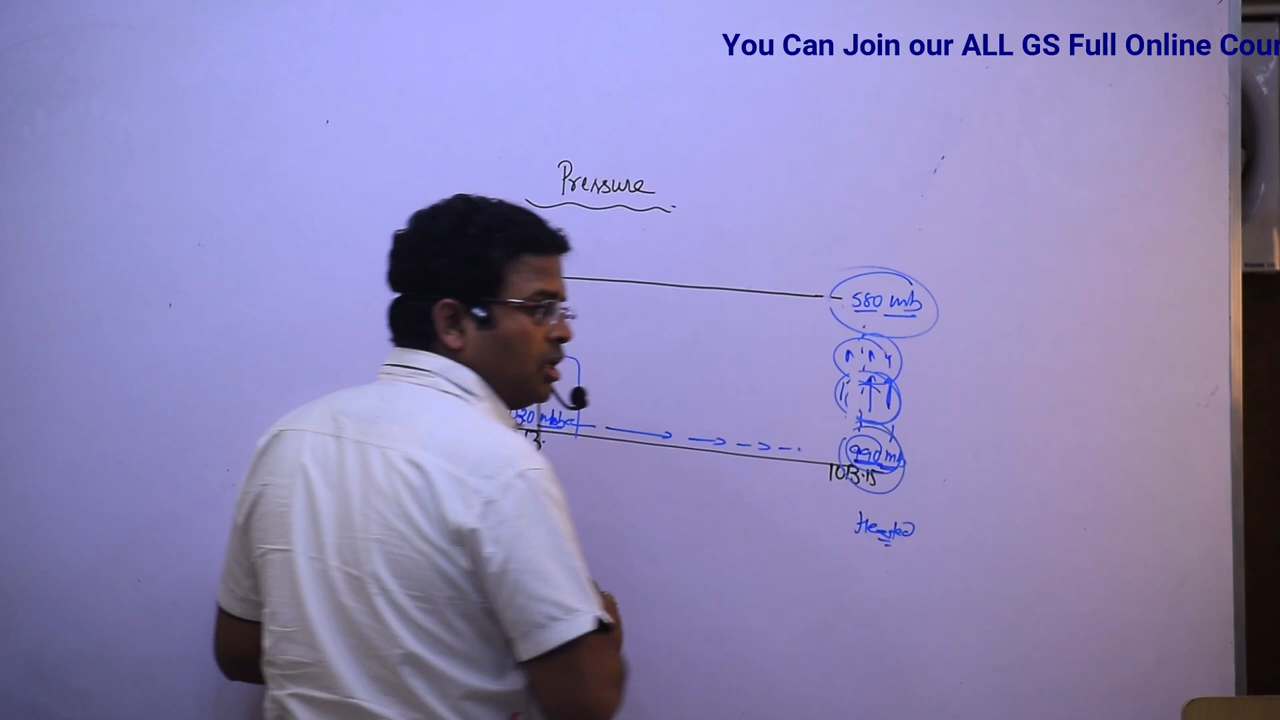 You Can Join our ALL GS Full Online Cour
Pressure
580 mb
990 mb
1013.15
Heated